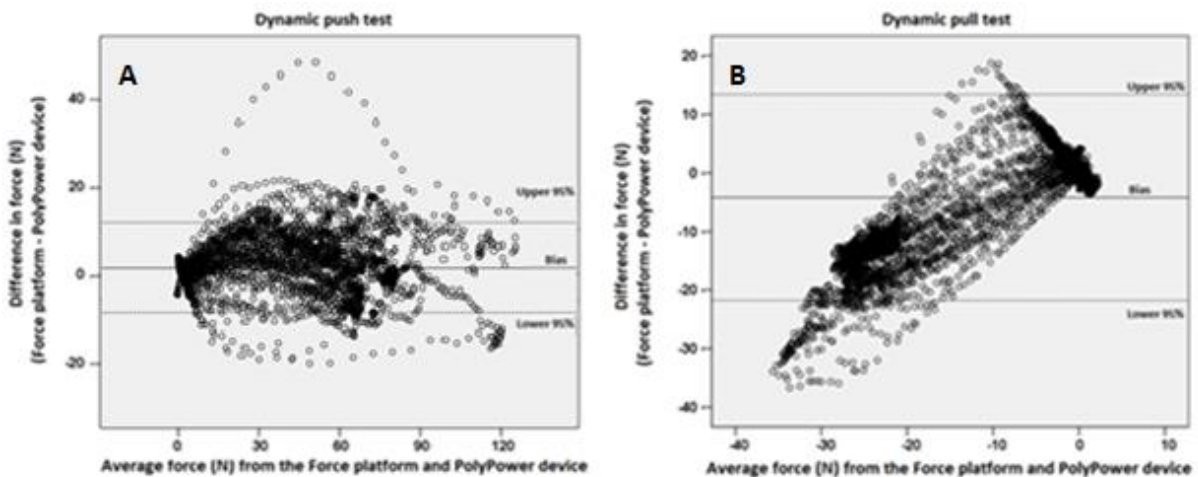 Dynamic push test
A
Difference in force (N)
(Force platform - PolyPower device)
40
20
0
-20
Upper 95%
Bias
Lower 95%
0 30 60 90 120
Average force (N) from the Force platform and PolyPower device
Dynamic pull test
B
Difference in force (N)
(Force platform - PolyPower device)
20
10
0
-10
-20
-30
-40
Upper 95%
Bias
Lower 95%
-40 -30 -20 -10 0 10
Average force (N) from the Force platform and PolyPower device